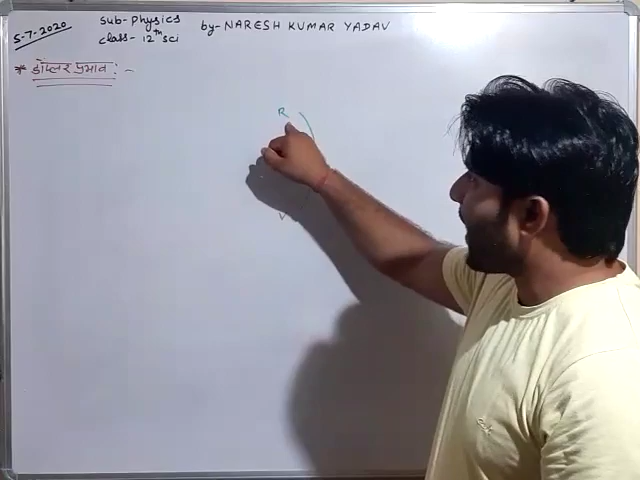 5-7-2020
Sub-Physics by-NARESH KUMAR YADAV
class- 12th sci
* डॉप्लर प्रभाव :-
R
V